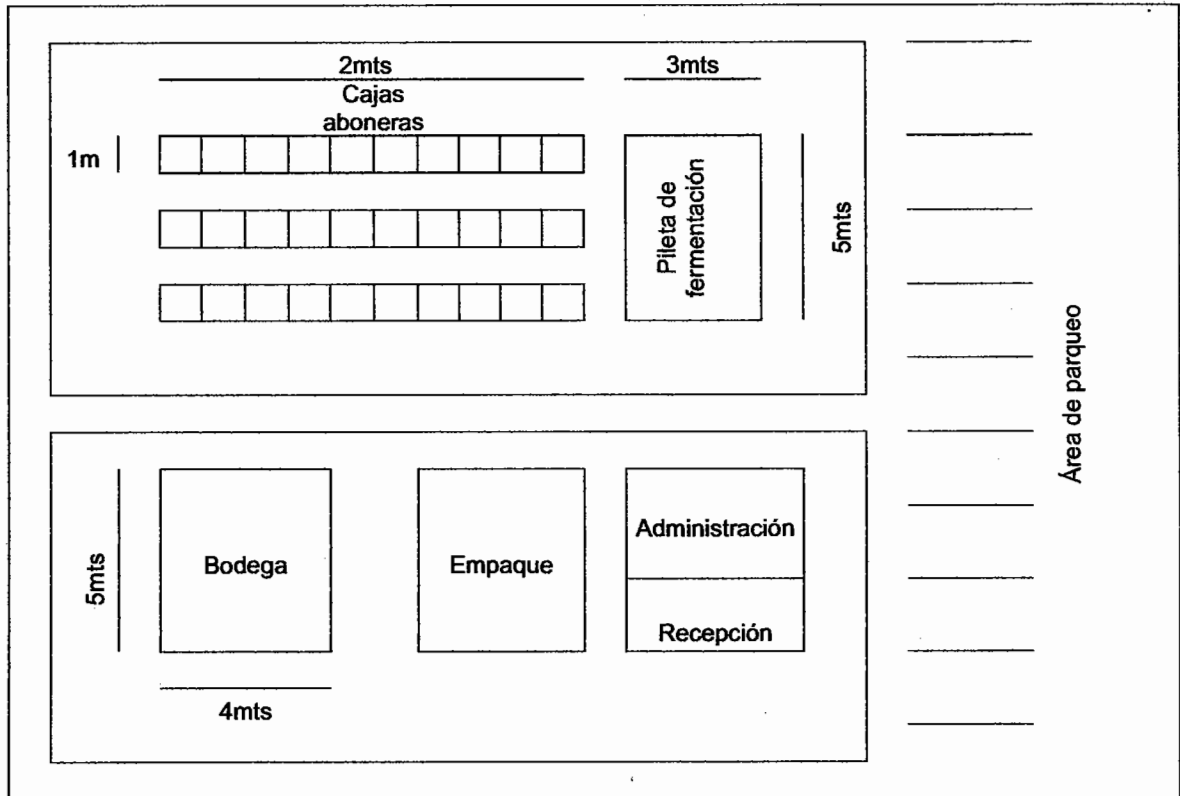 2mts
3mts
Cajas
aboneras
1m
Pileta de
fermentación
5mts
Área de parqueo
5mts
Bodega
Empaque
Administración
Recepción
4mts